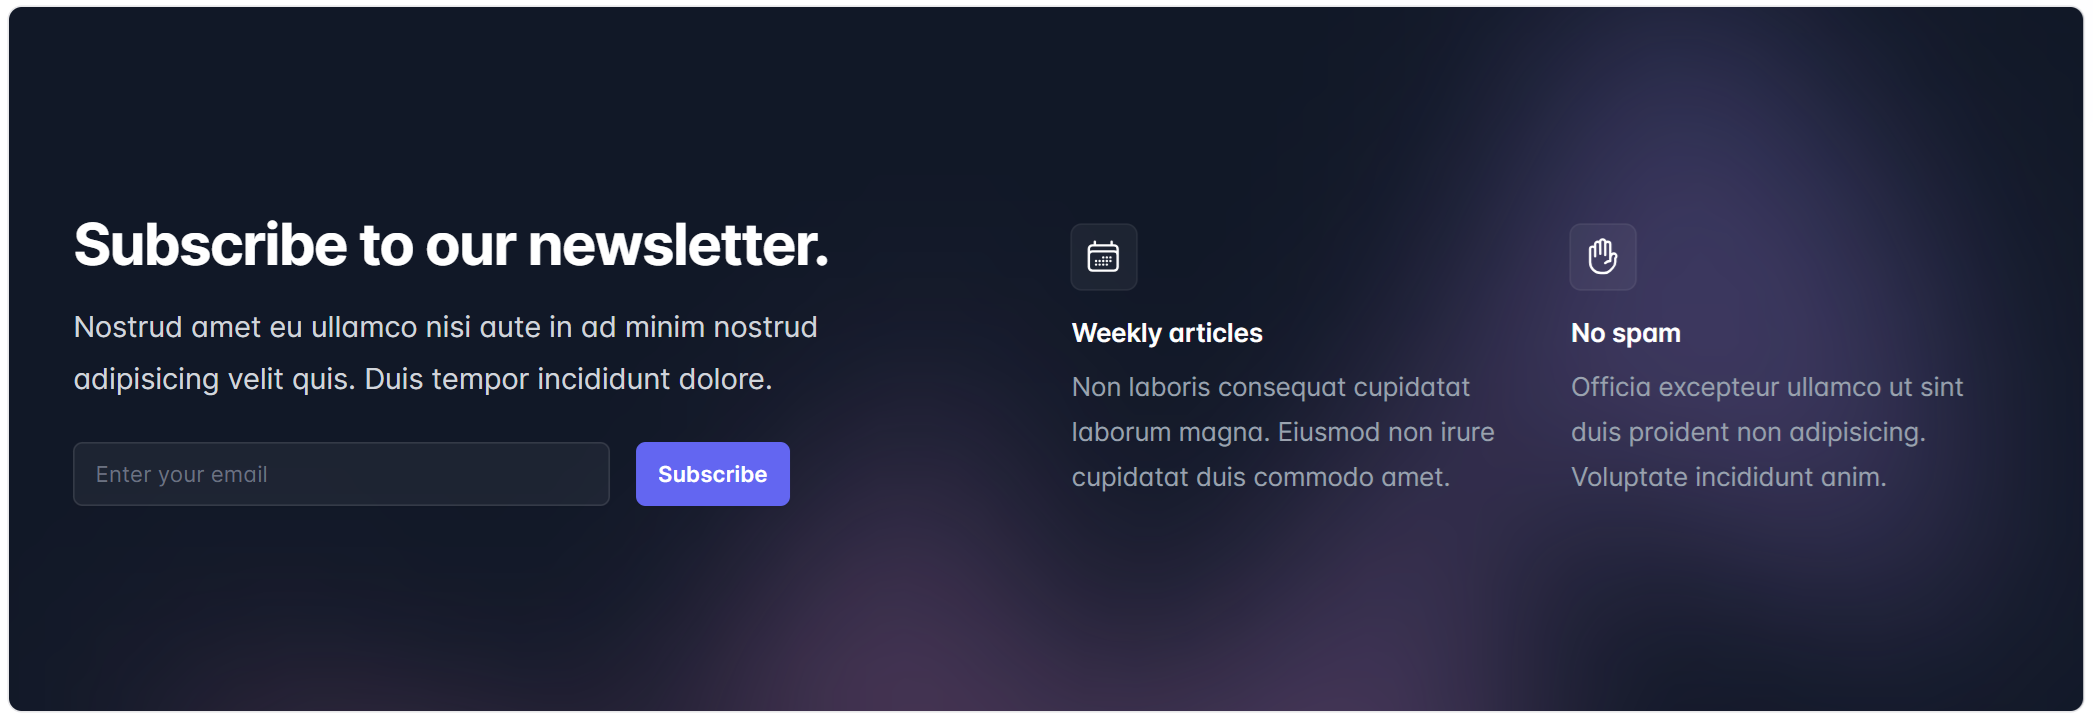 Subscribe to our newsletter.
Nostrud amet eu ullamco nisi aute in ad minim nostrud
adipisicing velit quis. Duis tempor incididunt dolore.
Enter your email
Subscribe
Weekly articles
Non laboris consequat cupidatat
laborum magna. Eiusmod non irure
cupidatat duis commodo amet.
No spam
Officia excepteur ullamco ut sint
duis proident non adipisicing.
Voluptate incididunt anim.